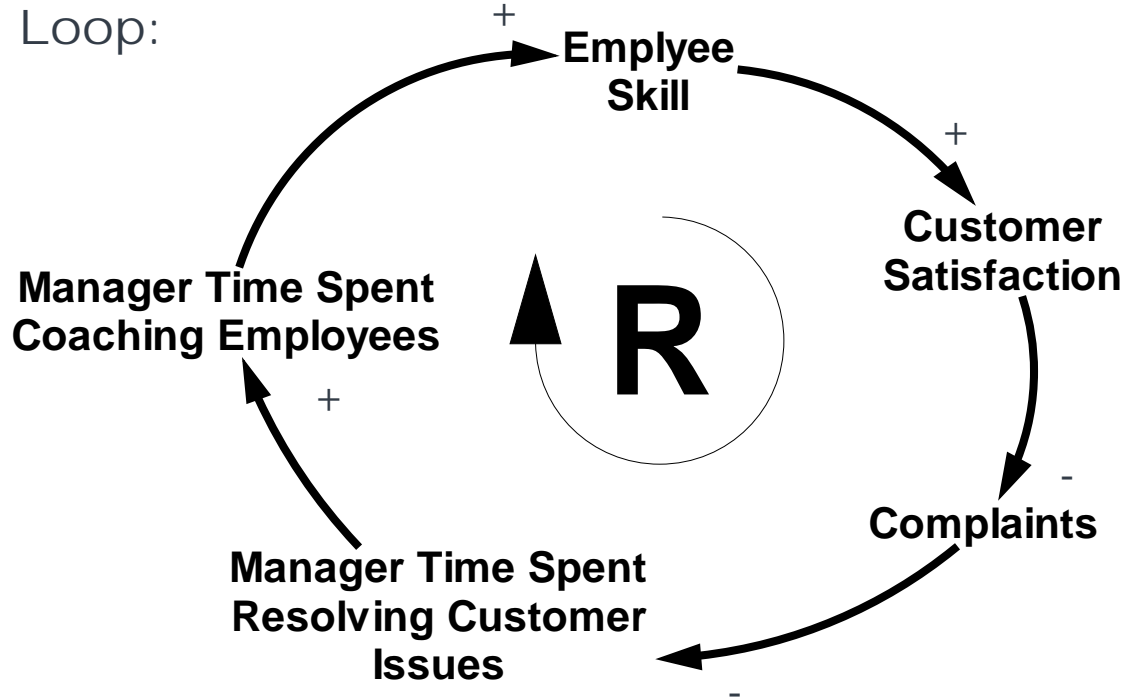 Loop:
+
Emplyee
Skill
+
Customer
Satisfaction
Manager Time Spent
Coaching Employees
R
+
-
Complaints
Manager Time Spent
Resolving Customer
Issues
-